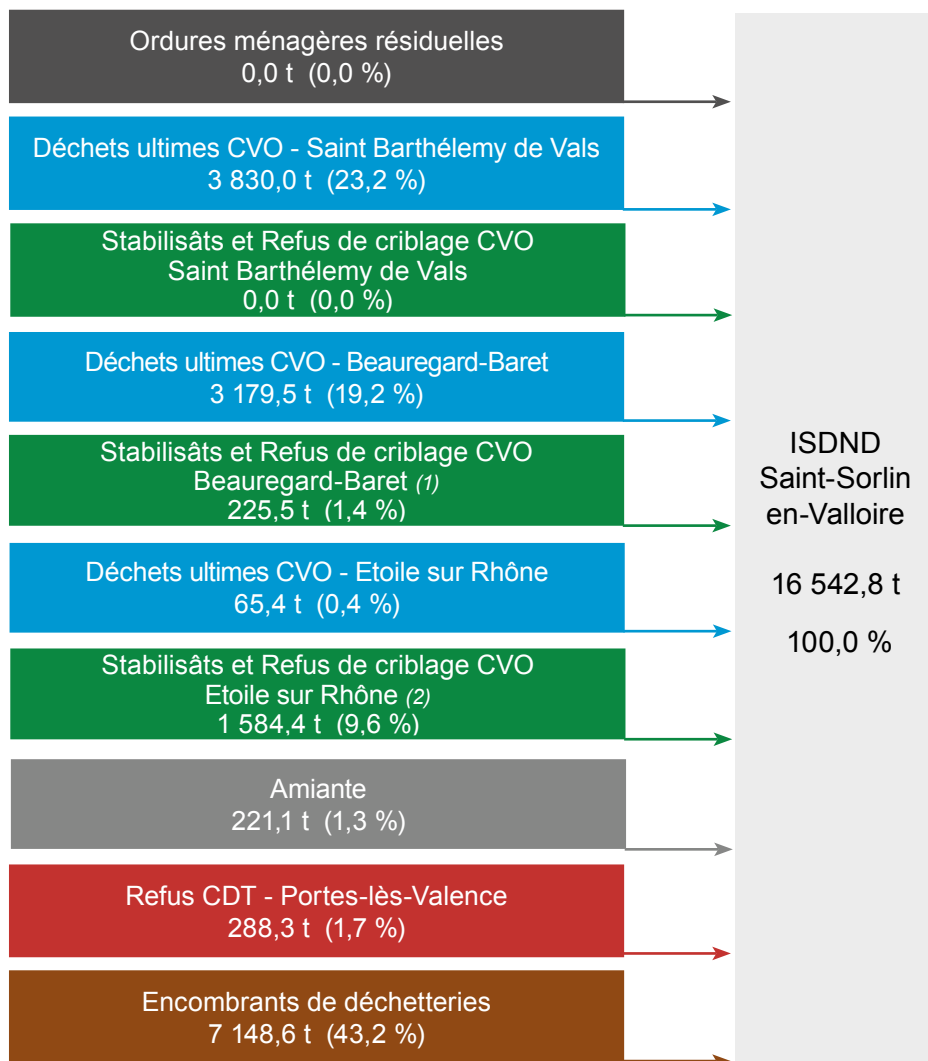 Ordures ménagères résiduelles
0,0 t (0,0 %)
Déchets ultimes CVO - Saint Barthélemy de Vals
3 830,0 t (23,2 %)
Stabilisâts et Refus de criblage CVO
Saint Barthélemy de Vals
0,0 t (0,0 %)
Déchets ultimes CVO - Beauregard-Baret
3 179,5 t (19,2 %)
Stabilisâts et Refus de criblage CVO
Beauregard-Baret (1)
225,5 t (1,4 %)
Déchets ultimes CVO - Etoile sur Rhône
65,4 t (0,4 %)
Stabilisâts et Refus de criblage CVO
Etoile sur Rhône (2)
1 584,4 t (9,6 %)
Amiante
221,1 t (1,3 %)
Refus CDT - Portes-lès-Valence
288,3 t (1,7 %)
Encombrants de déchetteries
7 148,6 t (43,2 %)
ISDND
Saint-Sorlin
en-Valloire
16 542,8 t
100,0 %